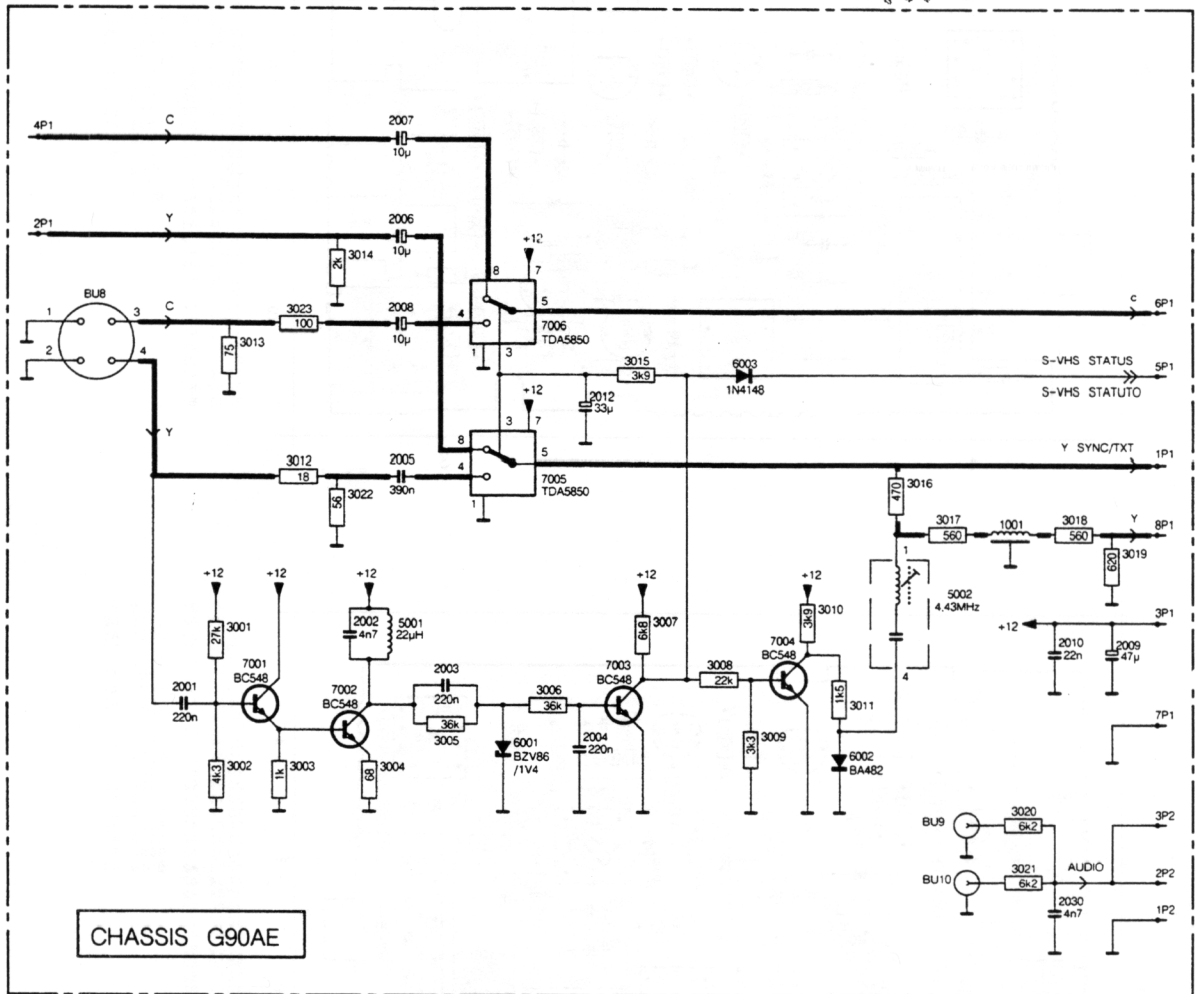 4P1 C 2007
10µ
2P1 Y 2006
10µ
3014
2k
+12
8 7
BU8
1 3 C 3023 2008 4 5 c 6P1
100 10µ
2 4
3013
75
7006
TDA5850
1 3
3015
3k9
6003
1N4148
S-VHS STATUS
5P1
S-VHS STATUTO
2012
33µ
+12
3 7
Y
8 5 Y SYNC/TXT 1P1
3012 2005 4
18 390n
7005
TDA5850
1
3022
56
3016
470
3017 1001 3018 Y 8P1
560 560
3019
620
1
5002
4.43MHz
4
+12 +12 +12 +12 +12
3001
27k
2002
4n7
5001
22µH
3007
6k8
3010
3k9
+12 3P1
2010
22n
2009
47µ
7001
BC548
7002
BC548
2003
220n
7003
BC548
7004
BC548
2001
220n
3006
36k
3008
22k
36k
3005
3011
1k5
7P1
3002
4k3
3003
1k
3004
68
6001
BZV86
/1V4
2004
220n
3009
3k3
6002
BA482
BU9 3020 3P2
6k2
BU10 3021 AUDIO 2P2
6k2
2030
4n7
1P2
CHASSIS G90AE